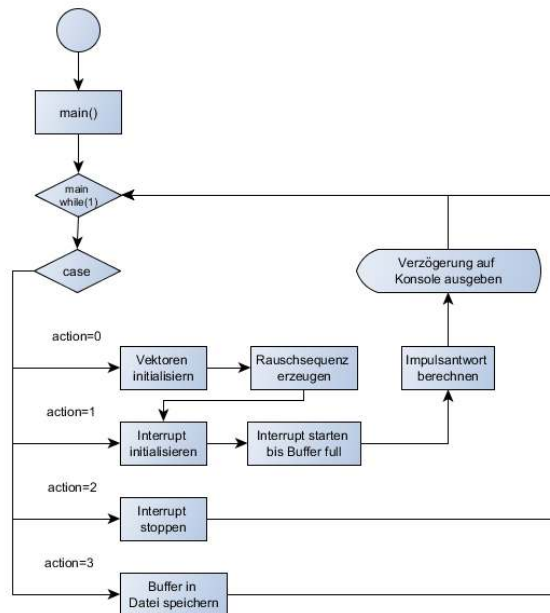 main()
main
while(1)
case
Verzögerung auf
Konsole ausgeben
action=0
Vektoren
initialisiern
Rauschsequenz
erzeugen
Impulsantwort
berechnen
action=1
Interrupt
initialisieren
Interrupt starten
bis Buffer full
action=2
Interrupt
stoppen
action=3
Buffer in
Datei speichern